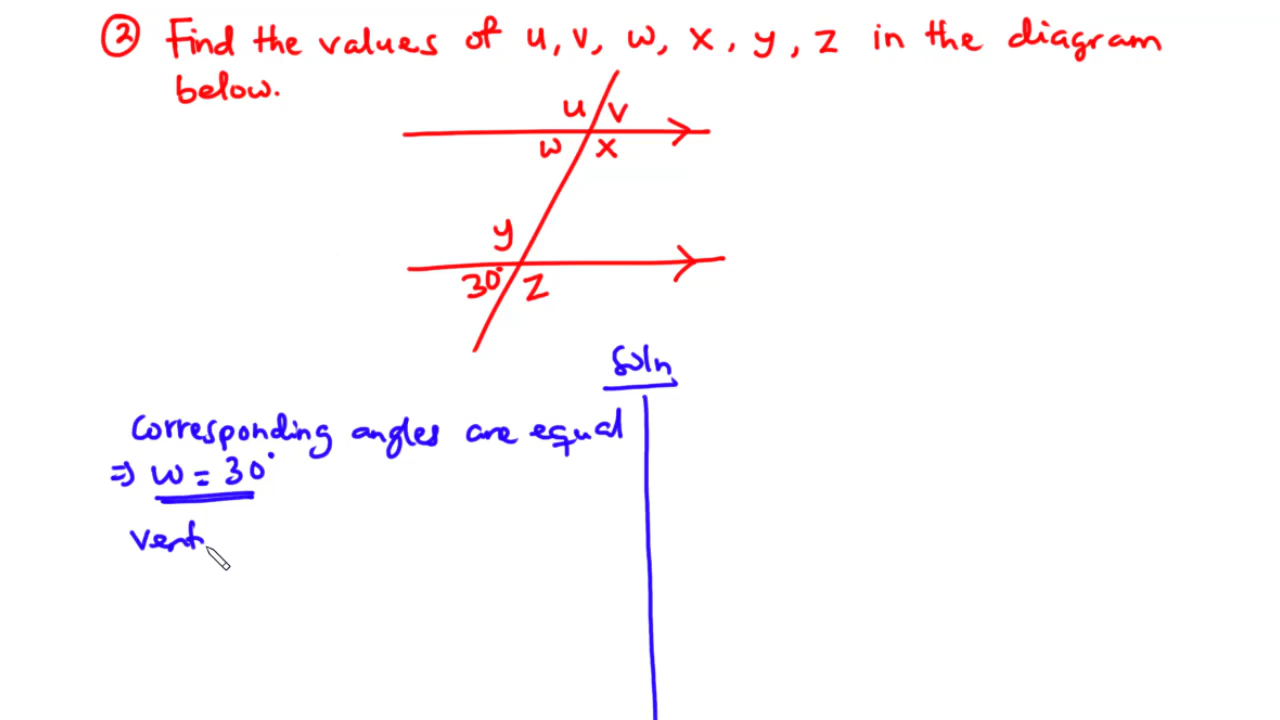 ② Find the values of u, v, w, x, y, z in the diagram
below.
u v
w x
y
30° z
Soln
Corresponding angles are equal
⇒ w = 30°
vert